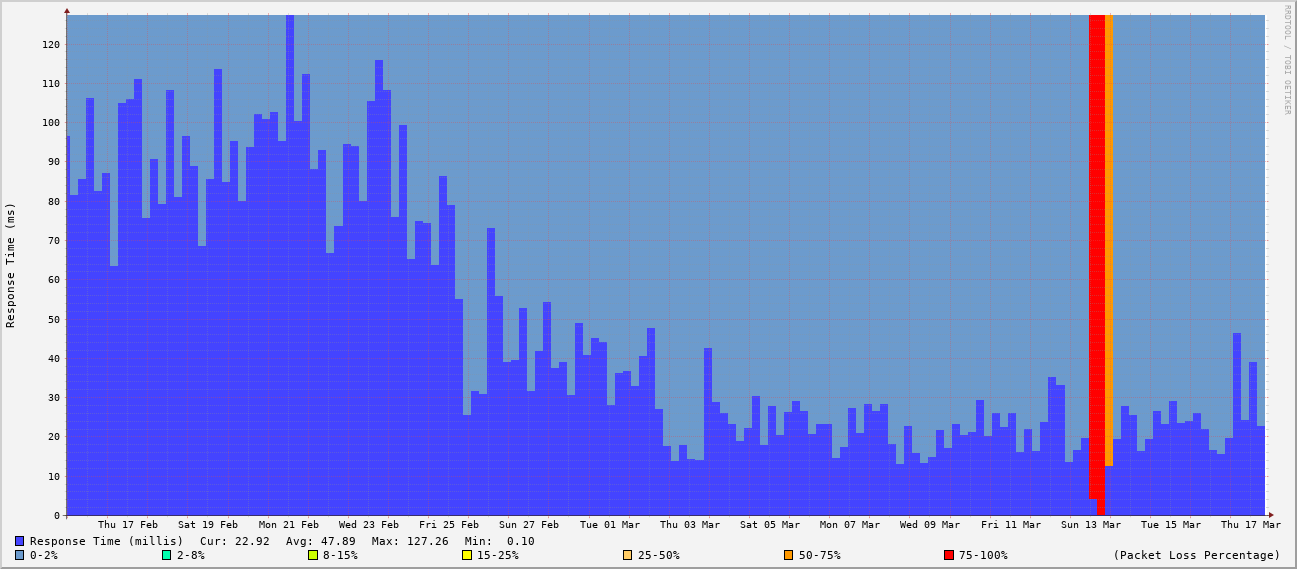 RRDTOOL / TOBI OETIKER
Response Time (ms)
120
110
100
90
80
70
60
50
40
30
20
10
0
Thu 17 Feb Sat 19 Feb Mon 21 Feb Wed 23 Feb Fri 25 Feb Sun 27 Feb Tue 01 Mar Thu 03 Mar Sat 05 Mar Mon 07 Mar Wed 09 Mar Fri 11 Mar Sun 13 Mar Tue 15 Mar Thu 17 Mar
Response Time (millis) Cur: 22.92 Avg: 47.89 Max: 127.26 Min: 0.10
0-2% 2-8% 8-15% 15-25% 25-50% 50-75% 75-100% (Packet Loss Percentage)